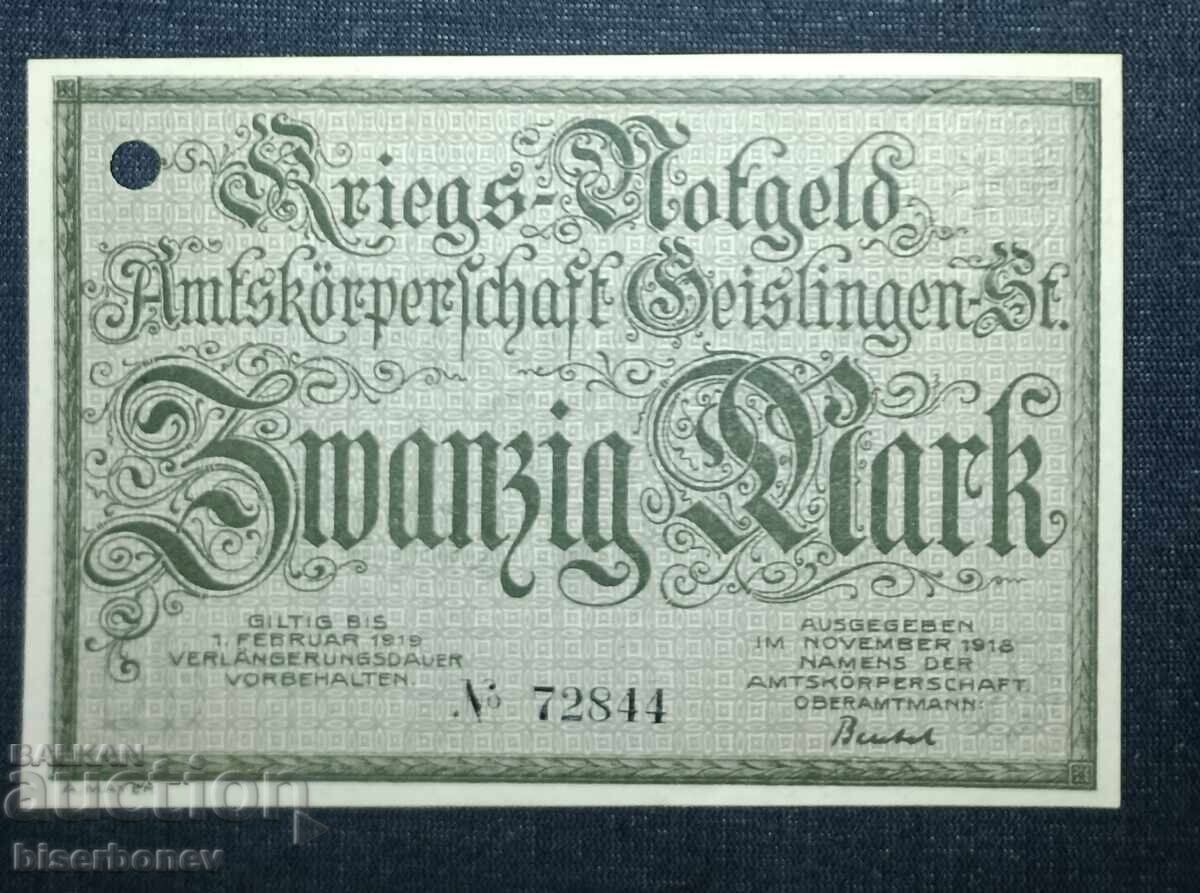 Kriegs-Notgeld
Amtskörperschaft Geislingen-St.
Zwanzig Mark
GILTIG BIS
1. FEBRUAR 1919
VERLÄNGERUNGSDAUER
VORBEHALTEN.
AUSGEGEBEN
IM NOVEMBER 1918
NAMENS DER
AMTSKÖRPERSCHAFT
OBERAMTMANN:
No 72844
BALKAN
auction
biserbonev